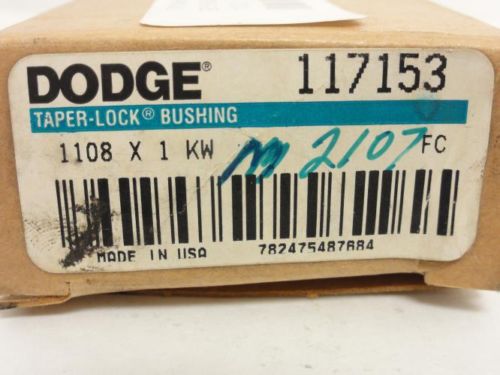 DODGE® 117153
TAPER-LOCK® BUSHING
1108 X 1 KW 2107 FC
MADE IN USA 782475487684